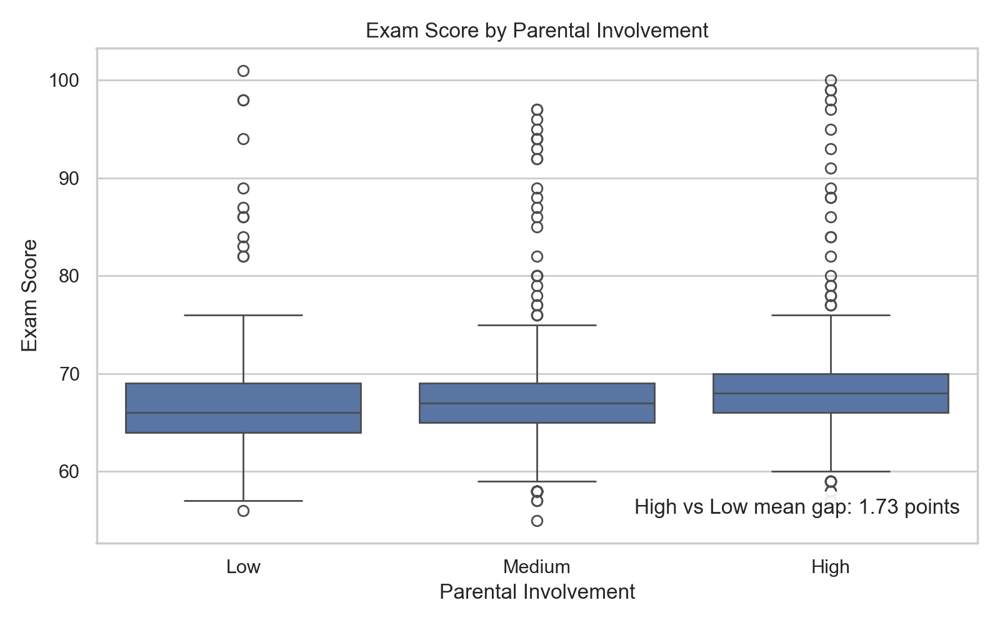 Exam Score by Parental Involvement
Exam Score
100
90
80
70
60
High vs Low mean gap: 1.73 points
Low
Medium
High
Parental Involvement